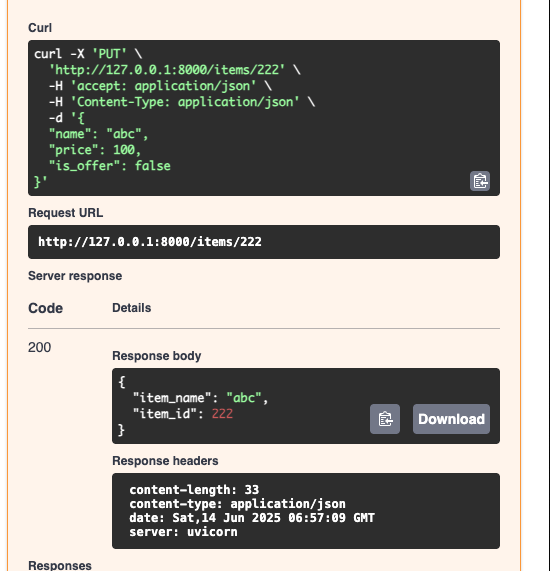 Curl
curl -X 'PUT' \
  'http://127.0.0.1:8000/items/222' \
  -H 'accept: application/json' \
  -H 'Content-Type: application/json' \
  -d '{
  "name": "abc",
  "price": 100,
  "is_offer": false
}'
Request URL
http://127.0.0.1:8000/items/222
Server response
Code Details
200
Response body
{
  "item_name": "abc",
  "item_id": 222
}
Download
Response headers
content-length: 33
content-type: application/json
date: Sat,14 Jun 2025 06:57:09 GMT
server: uvicorn
Responses